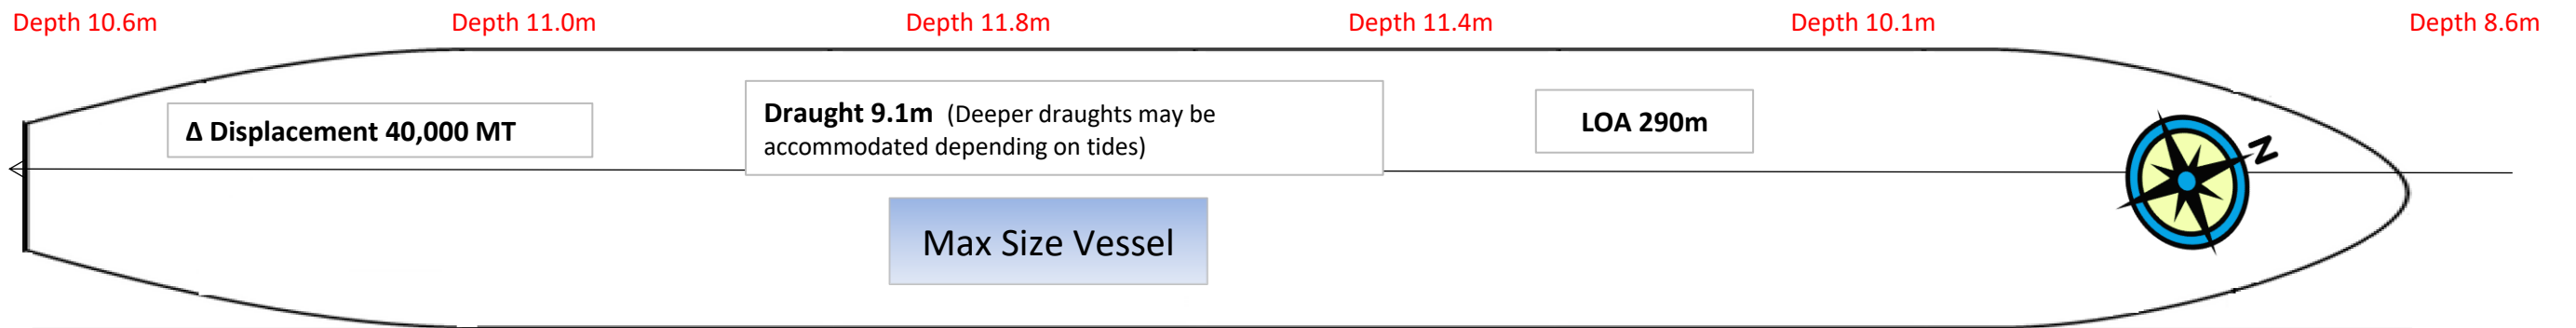 Depth 10.6m Depth 11.0m Depth 11.8m Depth 11.4m Depth 10.1m Depth 8.6m
Δ Displacement 40,000 MT
Draught 9.1m (Deeper draughts may be
accommodated depending on tides)
LOA 290m
N
Max Size Vessel